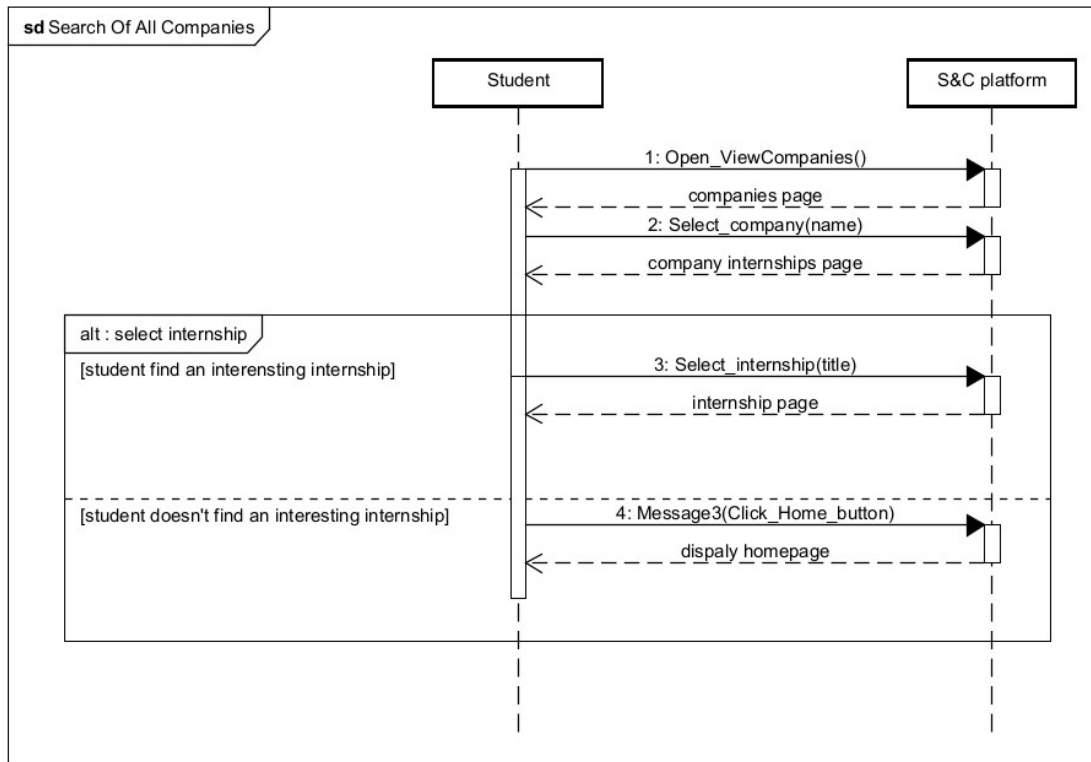 sd Search Of All Companies
Student
S&C platform
1: Open_ViewCompanies()
companies page
2: Select_company(name)
company internships page
alt : select internship
[student find an interensting internship]
3: Select_internship(title)
internship page
[student doesn't find an interesting internship]
4: Message3(Click_Home_button)
dispaly homepage